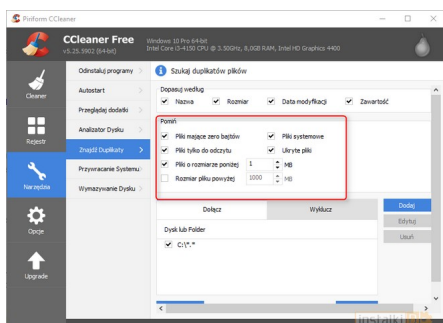 Piriform CCleaner
CCleaner Free
v5.25.5902 (64-bit)
Windows 10 Pro 64-bit
Intel Core i3-4150 CPU @ 3.50GHz, 8,0GB RAM, Intel HD Graphics 4400
Cleaner
Rejestr
Narzędzia
Opcje
Upgrade
Odinstaluj programy
Autostart
Przeglądaj dodatki
Analizator Dysku
Znajdź Duplikaty
Przywracanie Systemu
Wymazywanie Dysku
Szukaj duplikatów plików
Dopasuj według
Nazwa Rozmiar Data modyfikacji Zawartość
Pomiń
Pliki mające zero bajtów Pliki systemowe
Pliki tylko do odczytu Ukryte pliki
Pliki o rozmiarze poniżej 1 MB
Rozmiar pliku powyżej 1000 MB
Dołącz Wyklucz
Dysk lub Folder
C:\*.*
Dodaj
Edytuj
Usuń